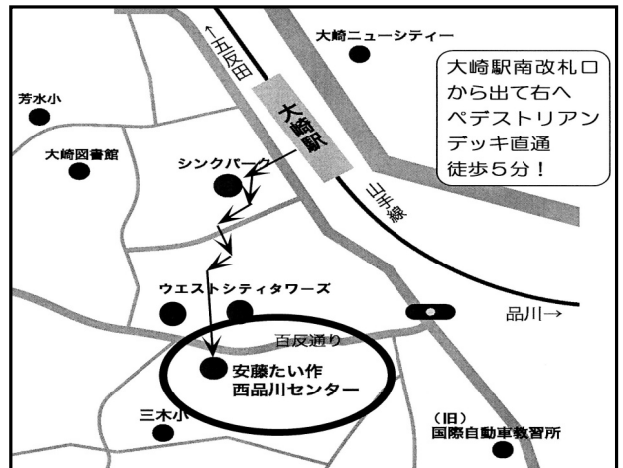 大崎ニューシティー
↑五反田
大崎駅南改札口
から出て右へ
ペデストリアン
デッキ直通
徒歩5分！
芳水小
大崎駅
大崎図書館
シンクパーク
山手線
ウエストシティタワーズ
品川→
百反通り
安藤たい作
西品川センター
三木小
（旧）
国際自動車教習所